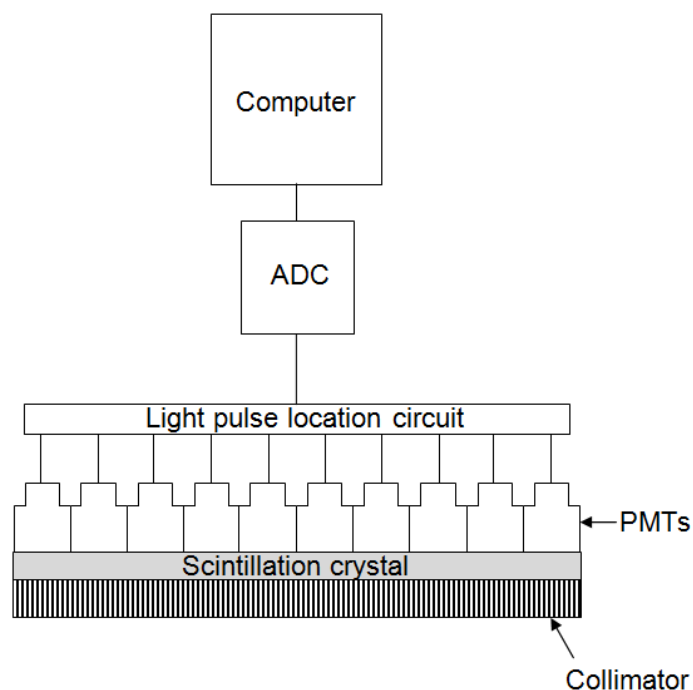 Computer
ADC
Light pulse location circuit
PMTs
Scintillation crystal
Collimator